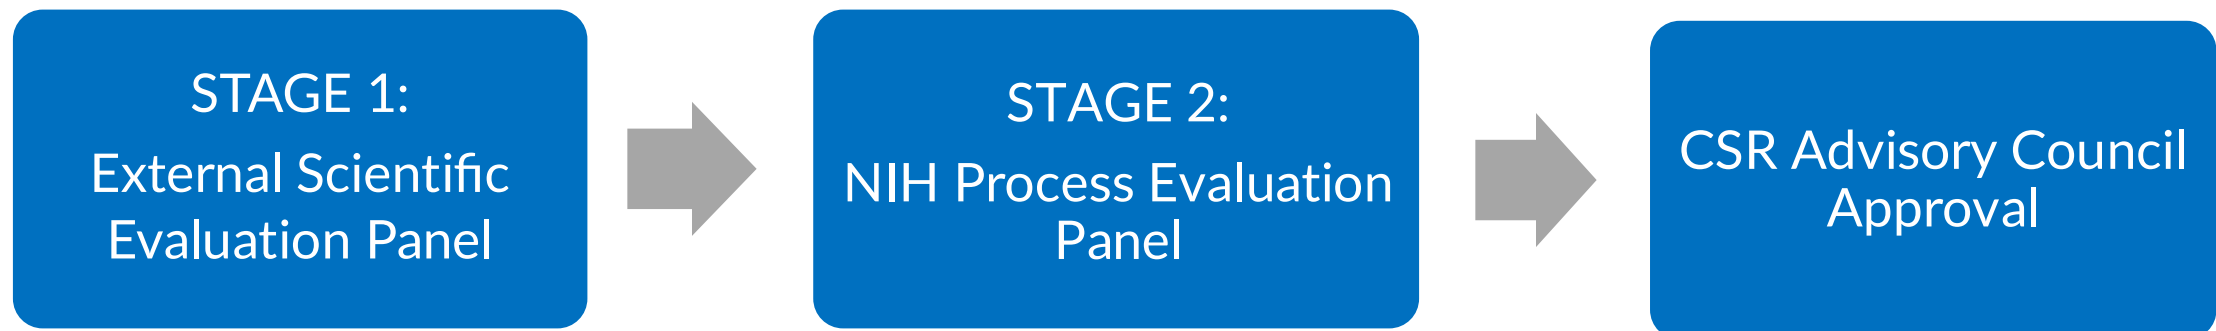 STAGE 1:
External Scientific
Evaluation Panel
STAGE 2:
NIH Process Evaluation
Panel
CSR Advisory Council
Approval